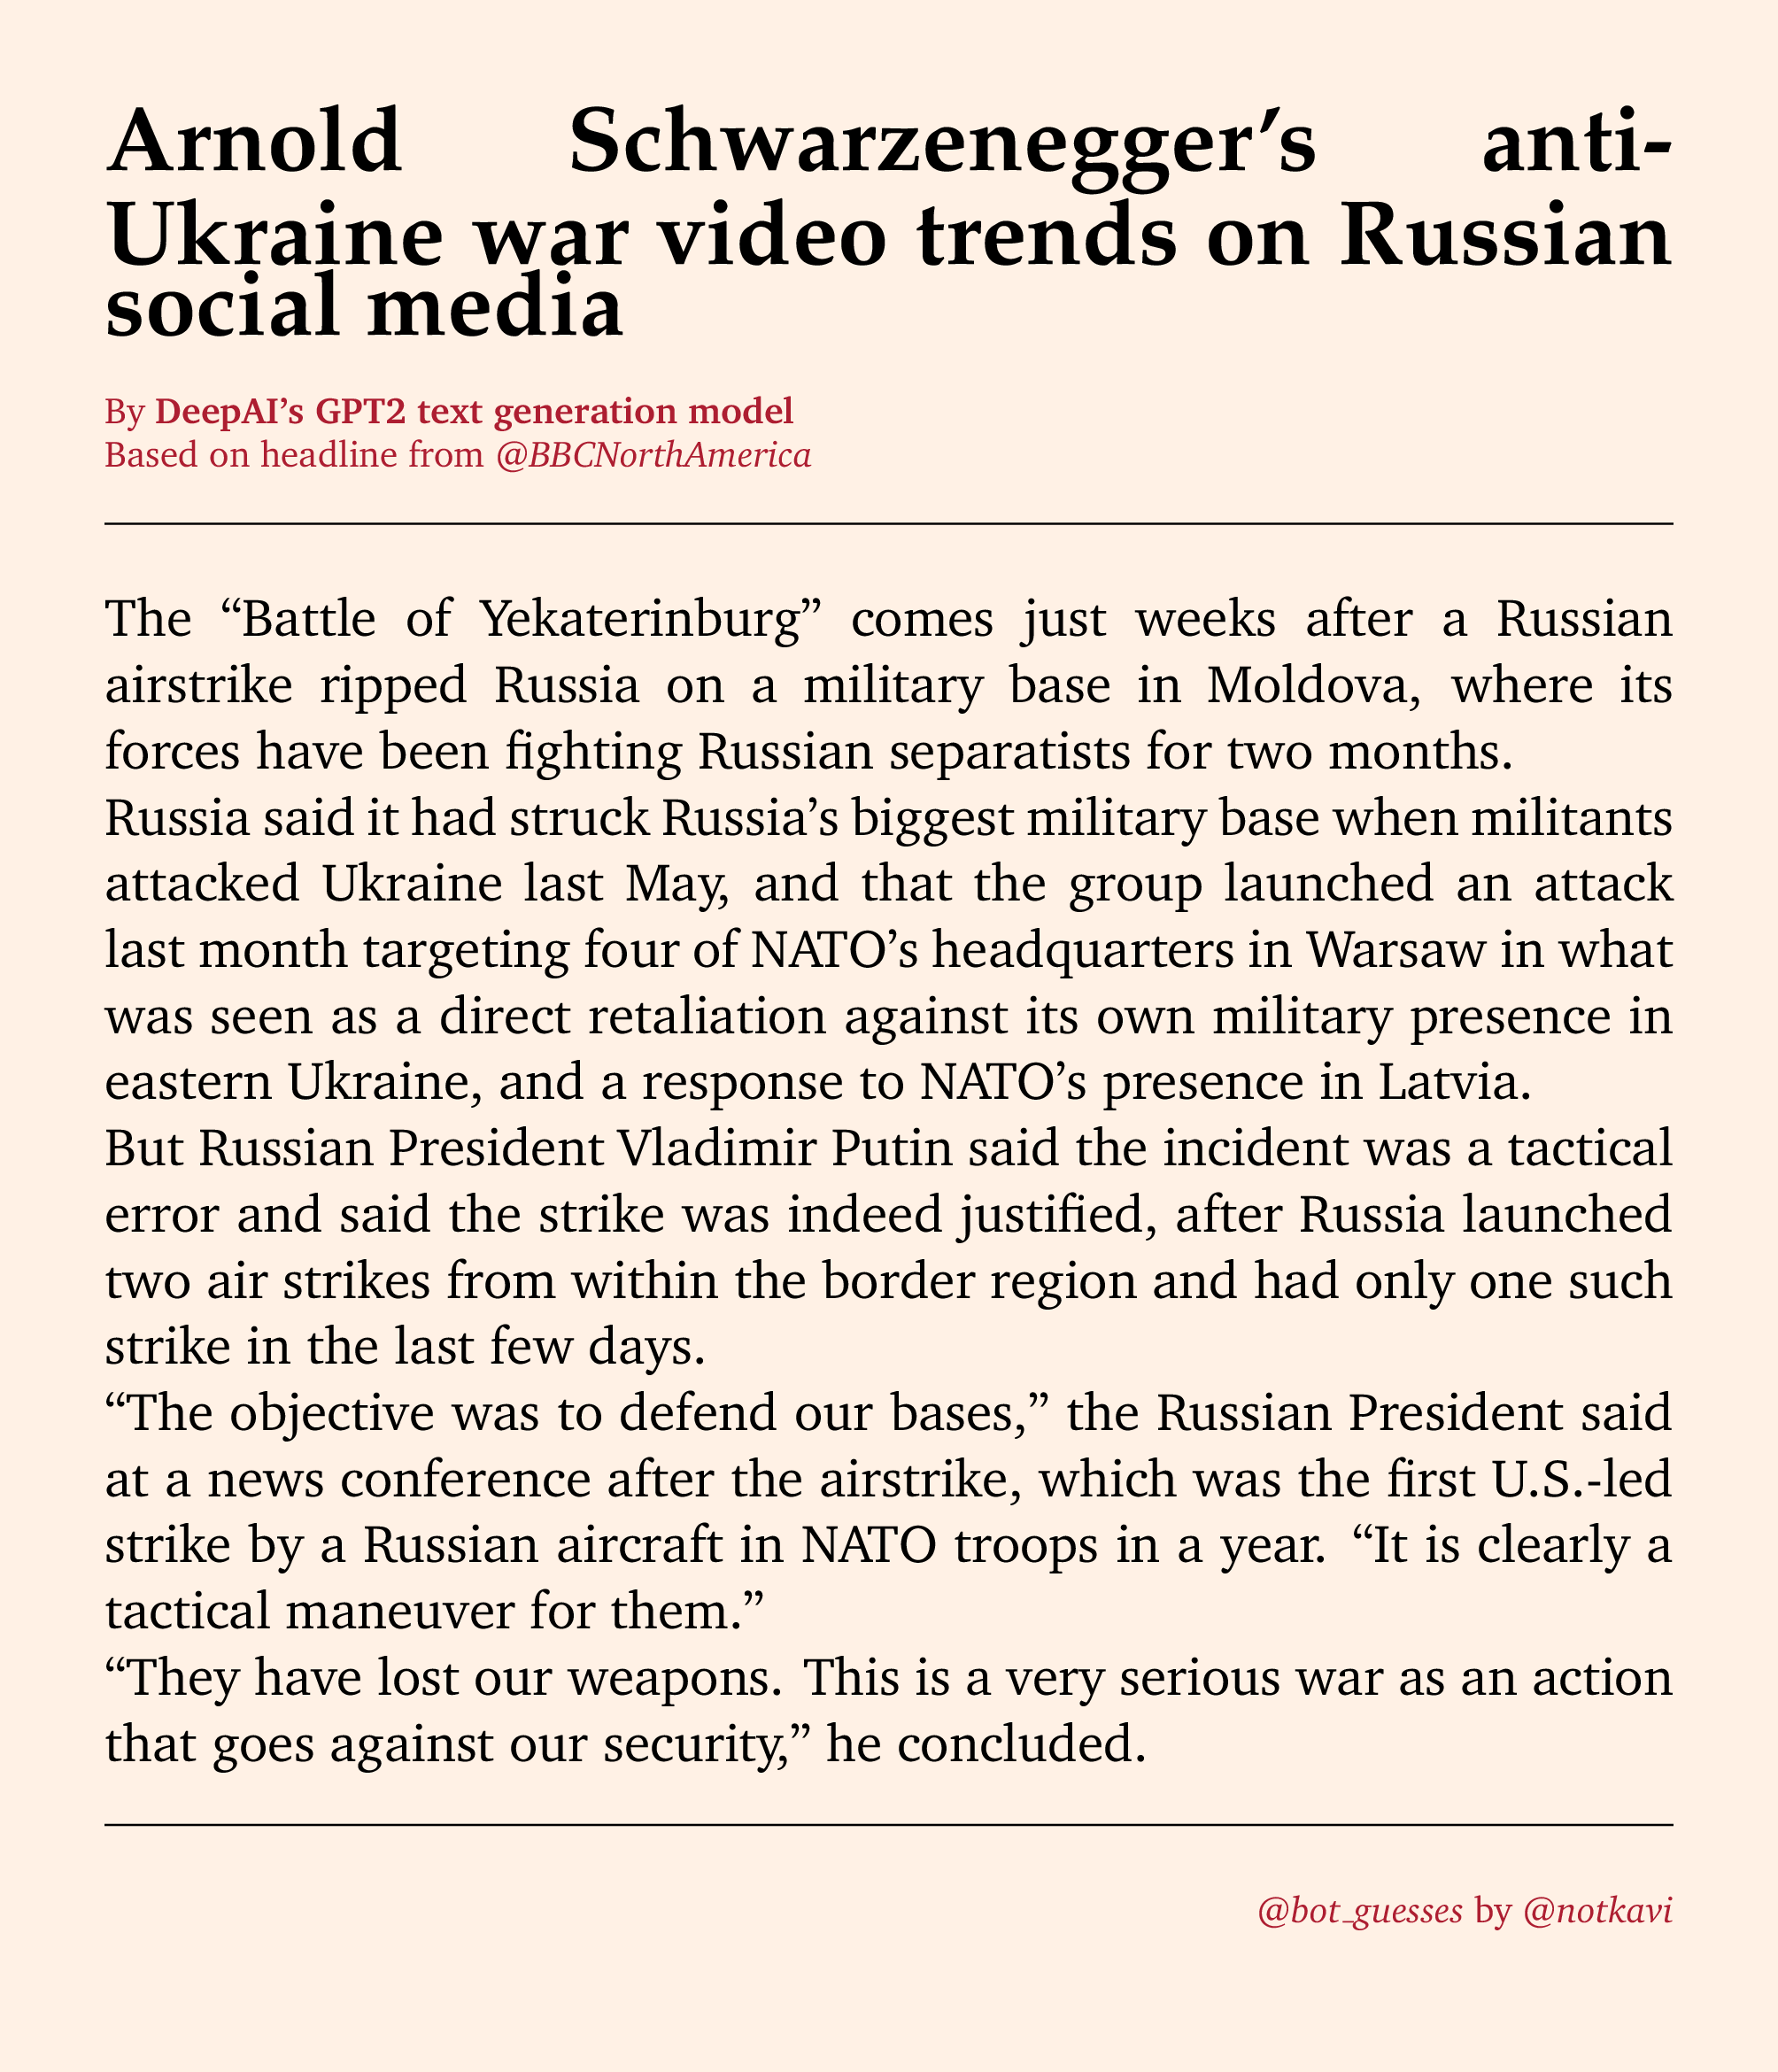 Arnold Schwarzenegger’s anti-
Ukraine war video trends on Russian
social media
By DeepAI’s GPT2 text generation model
Based on headline from @BBCNorthAmerica
The “Battle of Yekaterinburg” comes just weeks after a Russian
airstrike ripped Russia on a military base in Moldova, where its
forces have been fighting Russian separatists for two months.
Russia said it had struck Russia’s biggest military base when militants
attacked Ukraine last May, and that the group launched an attack
last month targeting four of NATO’s headquarters in Warsaw in what
was seen as a direct retaliation against its own military presence in
eastern Ukraine, and a response to NATO’s presence in Latvia.
But Russian President Vladimir Putin said the incident was a tactical
error and said the strike was indeed justified, after Russia launched
two air strikes from within the border region and had only one such
strike in the last few days.
“The objective was to defend our bases,” the Russian President said
at a news conference after the airstrike, which was the first U.S.-led
strike by a Russian aircraft in NATO troops in a year. “It is clearly a
tactical maneuver for them.”
“They have lost our weapons. This is a very serious war as an action
that goes against our security,” he concluded.
@bot_guesses by @notkavi